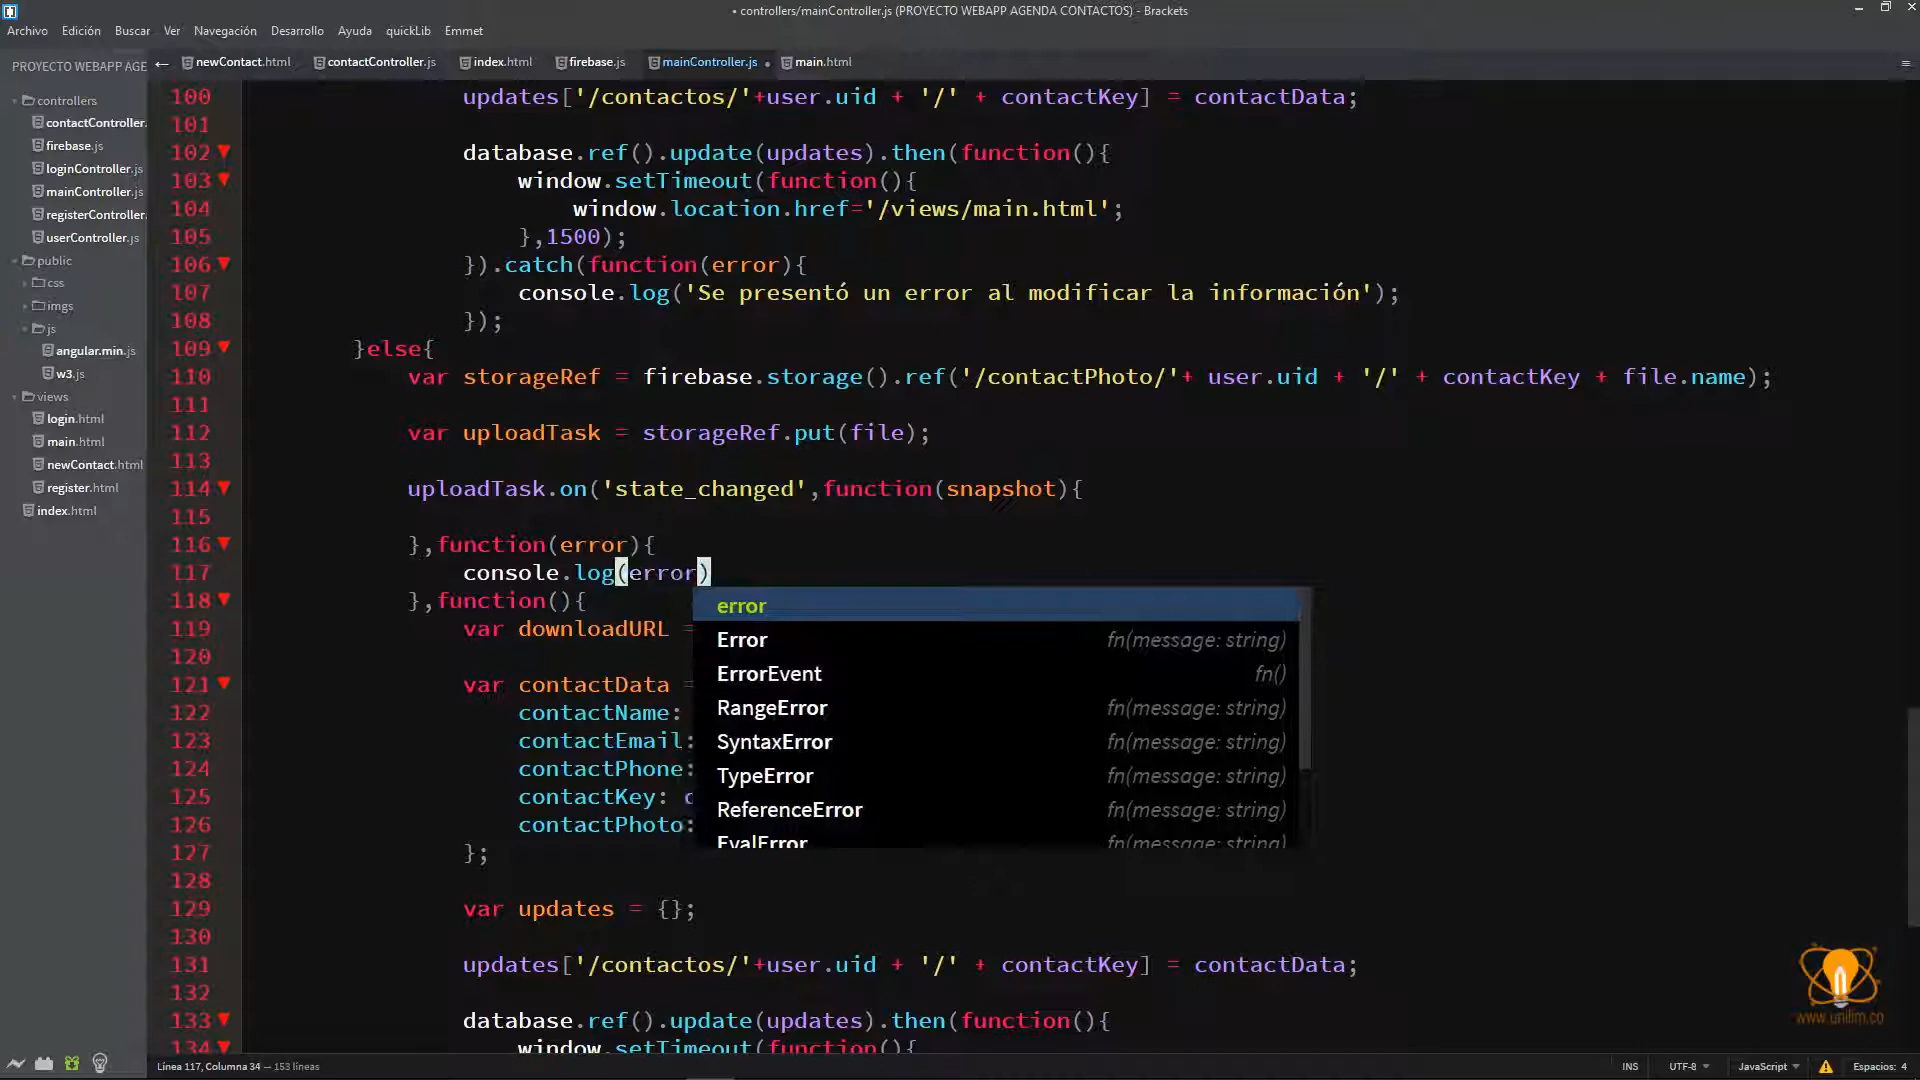 • controllers/mainController.js (PROYECTO WEBAPP AGENDA CONTACTOS) - Brackets
Archivo Edición Buscar Ver Navegación Desarrollo Ayuda quickLib Emmet
PROYECTO WEBAPP AGE
newContact.html contactController.js index.html firebase.js mainController.js • main.html
controllers
contactController.
firebase.js
loginController.js
mainController.js
registerController.
userController.js
public
css
imgs
js
angular.min.js
w3.js
views
login.html
main.html
newContact.html
register.html
index.html
100 updates['/contactos/'+user.uid + '/' + contactKey] = contactData;
101
102 database.ref().update(updates).then(function(){
103 window.setTimeout(function(){
104 window.location.href='/views/main.html';
105 },1500);
106 }).catch(function(error){
107 console.log('Se presentó un error al modificar la información');
108 });
109 }else{
110 var storageRef = firebase.storage().ref('/contactPhoto/'+ user.uid + '/' + contactKey + file.name);
111
112 var uploadTask = storageRef.put(file);
113
114 uploadTask.on('state_changed',function(snapshot){
115
116 },function(error){
117 console.log(error)
118 },function(){
119 var downloadURL =
120
121 var contactData =
122 contactName:
123 contactEmail:
124 contactPhone:
125 contactKey:
126 contactPhoto:
127 };
128
129 var updates = {};
130
131 updates['/contactos/'+user.uid + '/' + contactKey] = contactData;
132
133 database.ref().update(updates).then(function(){
134 window.setTimeout(function(){
error
Error fn(message: string)
ErrorEvent fn()
RangeError fn(message: string)
SyntaxError fn(message: string)
TypeError fn(message: string)
ReferenceError fn(message: string)
EvalError fn(message: string)
www.unilim.co
Línea 117, Columna 34 — 153 líneas
INS UTF-8 JavaScript Espacios: 4